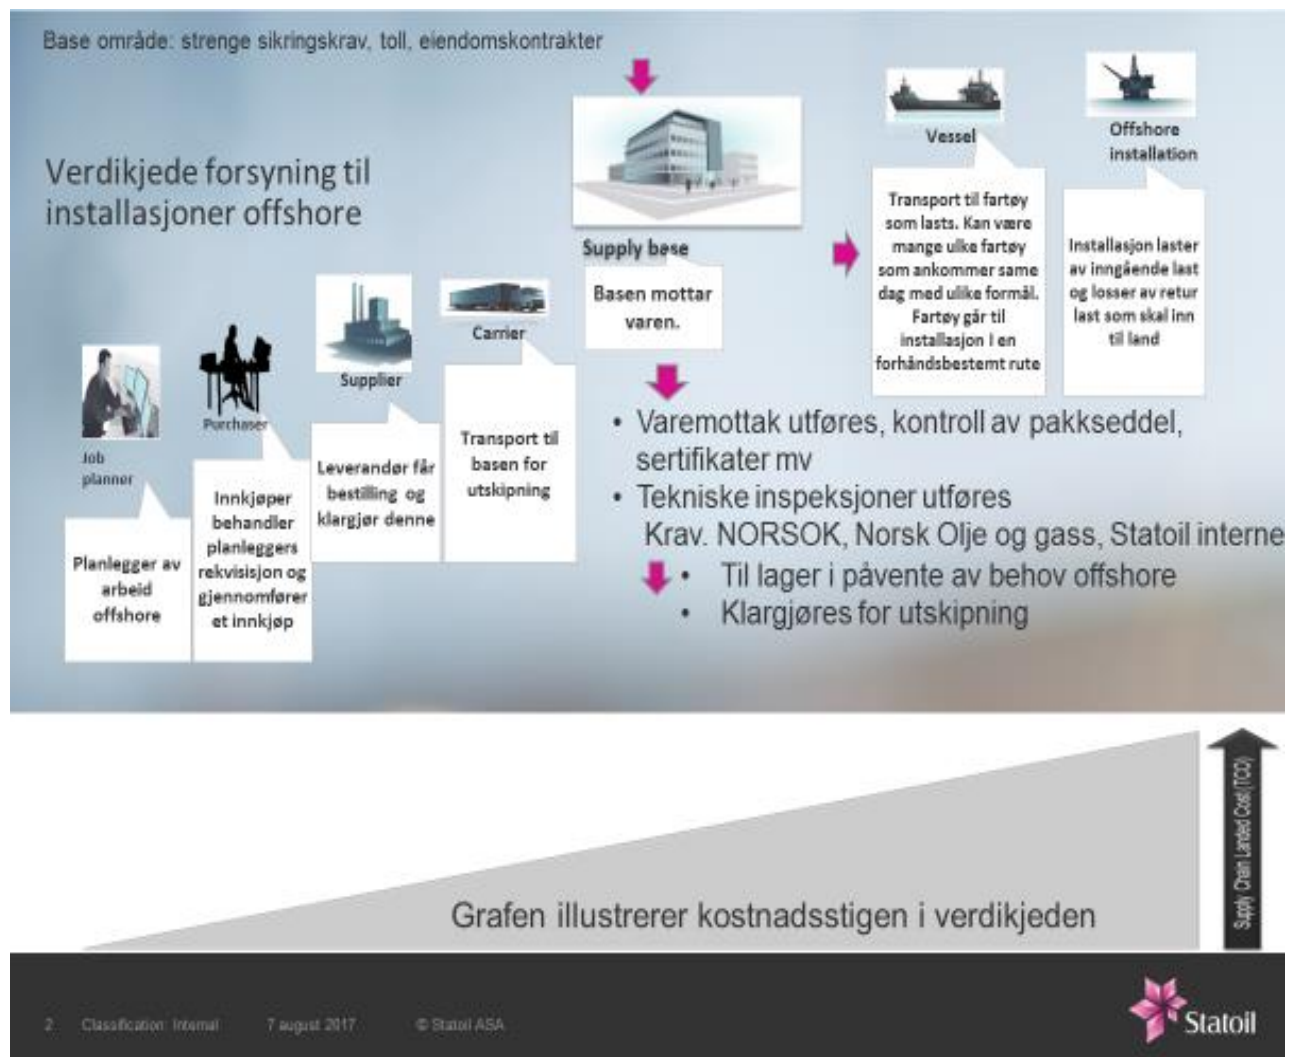 Base område: strenge sikringskrav, toll, eiendomskontrakter
Verdikjede forsyning til
installasjoner offshore
Job
planner
Planlegger av
arbeid
offshore
Purchaser
Innkjøper
behandler
planleggers
rekvisisjon og
gjennomfører
et innkjøp
Supplier
Leverandør får
bestilling og
klargjør denne
Carrier
Transport til
basen for
utskipning
Supply base
Basen mottar
varen.
Vessel
Transport til fartøy
som lasts. Kan være
mange ulke fartøy
som ankommer same
dag med ulike formål.
Fartøy går til
installasjon I en
forhåndsbestemt rute
Offshore
installation
Installasjon laster
av inngående last
og losser av retur
last som skal inn
til land
• Varemottak utføres, kontroll av pakkseddel,
sertifikater mv
• Tekniske inspeksjoner utføres
Krav. NORSOK, Norsk Olje og gass, Statoil interne
• Til lager i påvente av behov offshore
• Klargjøres for utskipning
Grafen illustrerer kostnadsstigen i verdikjeden
Supply Chain Landed Cost (TCO)
2 Classification: Internal 7 august 2017 © Statoil ASA
Statoil